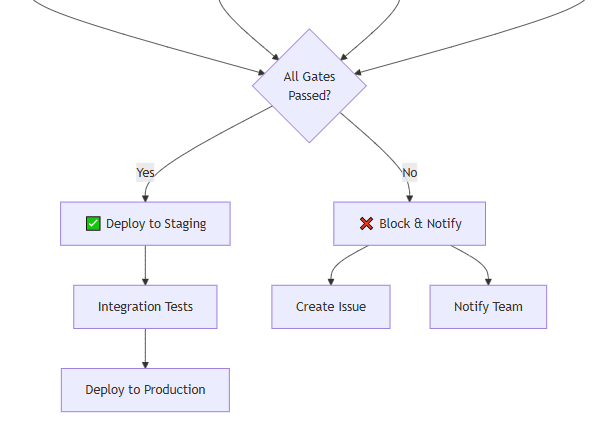 All Gates
Passed?
Yes
No
✅ Deploy to Staging
❌ Block & Notify
Integration Tests
Create Issue
Notify Team
Deploy to Production